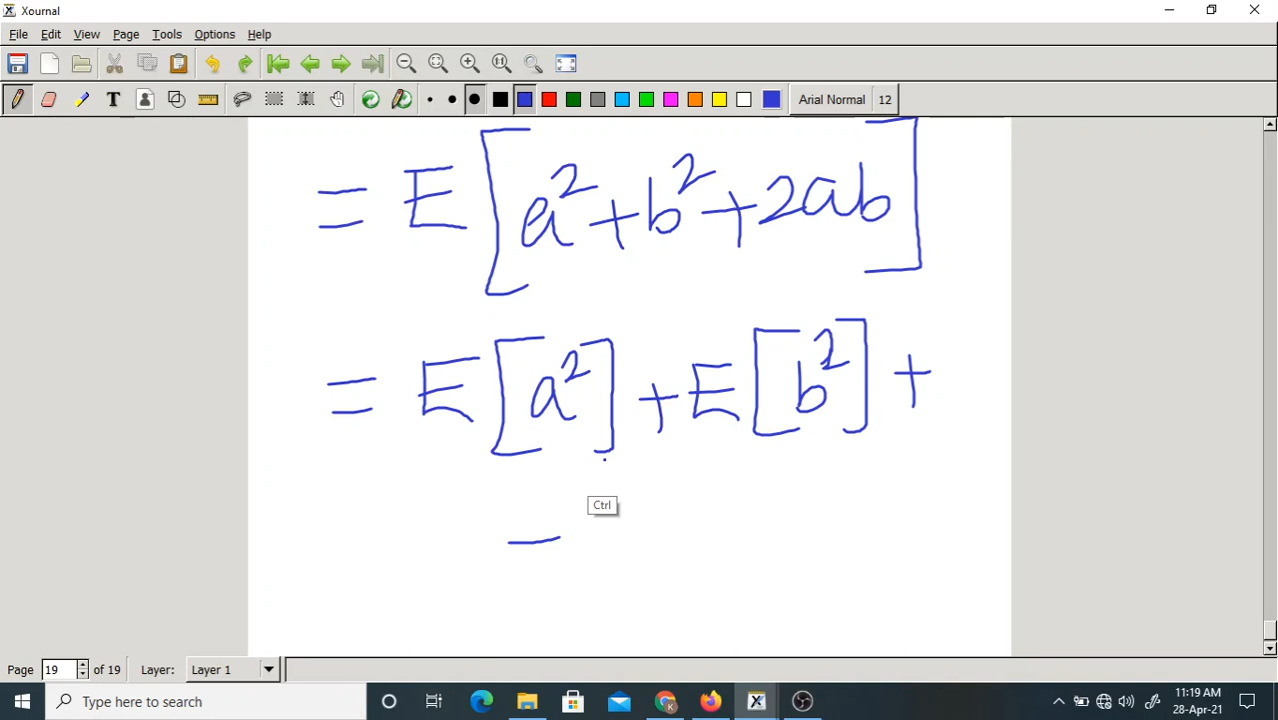 Xournal
File Edit View Page Tools Options Help
T Arial Normal 12
= E[a²+b²+2ab]
= E[a²] + E[b²] +
Ctrl
–
Page 19 of 19 Layer: Layer 1
Type here to search
11:19 AM
28-Apr-21